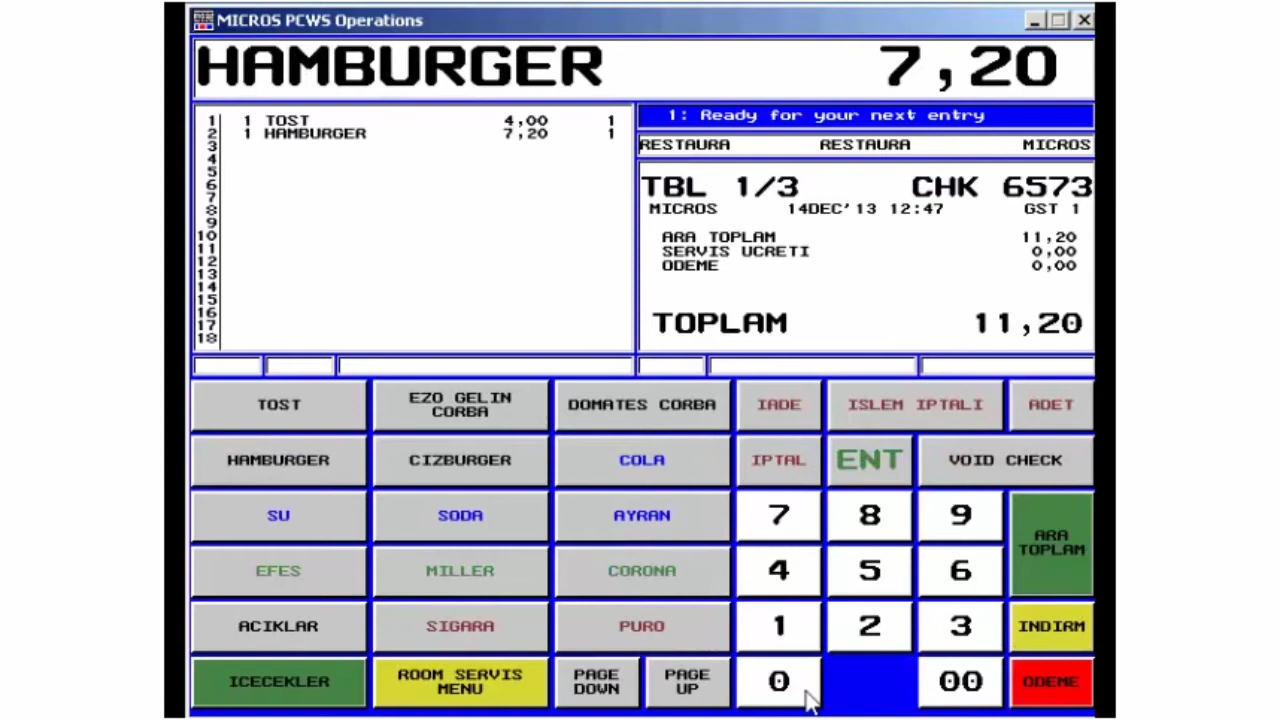 MICROS PCWS Operations
HAMBURGER 7,20
1 1 TOST 4,00 1
2 1 HAMBURGER 7,20 1
3
4
5
6
7
8
9
10
11
12
13
14
15
16
17
18
1: Ready for your next entry
RESTAURA RESTAURA MICROS
TBL 1/3 CHK 6573
MICROS 14DEC'13 12:47 GST 1
ARA TOPLAM 11,20
SERVIS UCRETI 0,00
ODEME 0,00
TOPLAM 11,20
TOST
EZO GELIN
CORBA
DOMATES CORBA
IADE
ISLEM IPTALI
ADET
HAMBURGER
CIZBURGER
COLA
IPTAL
ENT
VOID CHECK
SU
SODA
AYRAN
7
8
9
ARA
TOPLAM
EFES
MILLER
CORONA
4
5
6
ACIKLAR
SIGARA
PURO
1
2
3
INDIRM
ICECEKLER
ROOM SERVIS
MENU
PAGE
DOWN
PAGE
UP
0
00
ODEME